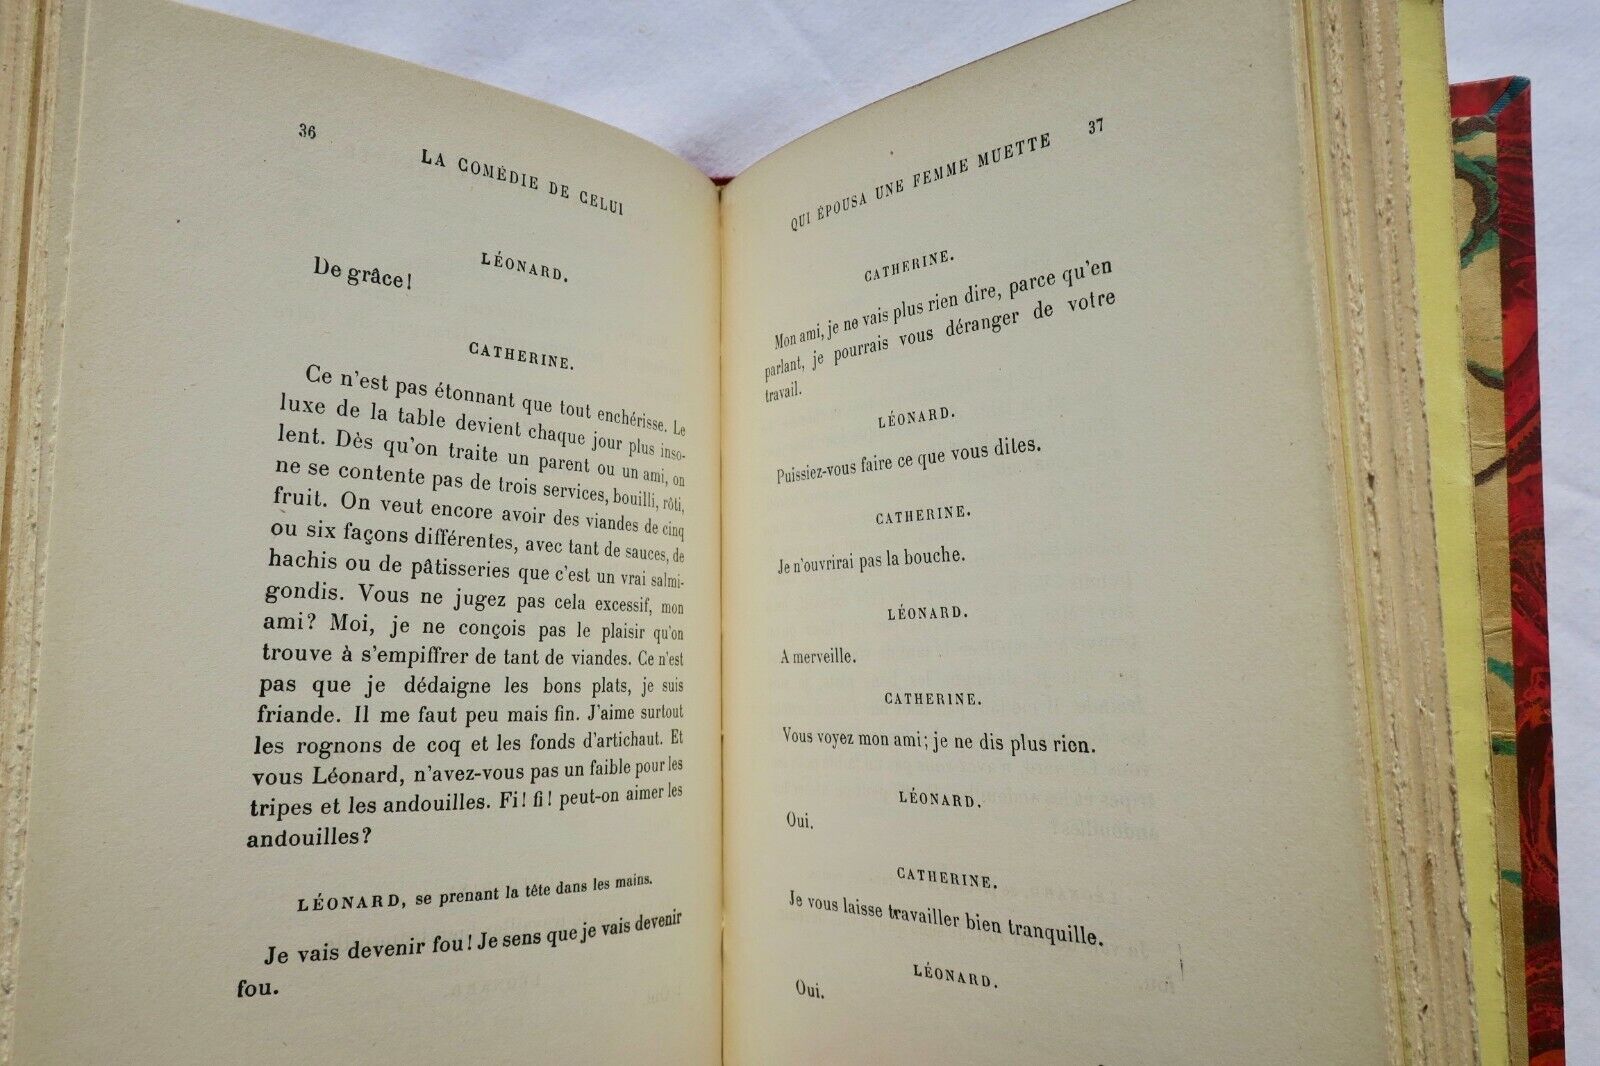 36
LA COMÉDIE DE CELUI
LÉONARD.
De grâce!
CATHERINE.
Ce n'est pas étonnant que tout enchérisse. Le
luxe de la table devient chaque jour plus inso-
lent. Dès qu'on traite un parent ou un ami, on
ne se contente pas de trois services, bouilli, rôti,
fruit. On veut encore avoir des viandes de cinq
ou six façons différentes, avec tant de sauces, de
hachis ou de pâtisseries que c'est un vrai salmi-
gondis. Vous ne jugez pas cela excessif, mon
ami? Moi, je ne conçois pas le plaisir qu'on
trouve à s'empiffrer de tant de viandes. Ce n'est
pas que je dédaigne les bons plats, je suis
friande. Il me faut peu mais fin. J'aime surtout
les rognons de coq et les fonds d'artichaut. Et
vous Léonard, n'avez-vous pas un faible pour les
tripes et les andouilles. Fi! fi! peut-on aimer les
andouilles?
LÉONARD, se prenant la tête dans les mains.
Je vais devenir fou! Je sens que je vais devenir
fou.
37
QUI ÉPOUSA UNE FEMME MUETTE
CATHERINE.
Mon ami, je ne vais plus rien dire, parce qu'en
parlant, je pourrais vous déranger de votre
travail.
LÉONARD.
Puissiez-vous faire ce que vous dites.
CATHERINE.
Je n'ouvrirai pas la bouche.
LÉONARD.
A merveille.
CATHERINE.
Vous voyez mon ami; je ne dis plus rien.
LÉONARD.
Oui.
CATHERINE.
Je vous laisse travailler bien tranquille.
LÉONARD.
Oui.